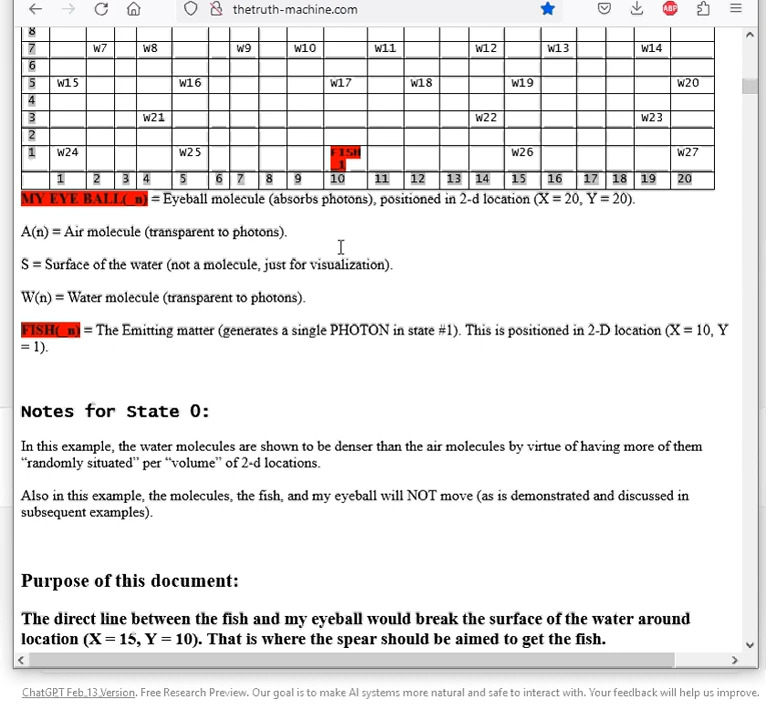 thetruth-machine.com
ABP
8
7 W7 W8 W9 W10 W11 W12 W13 W14
6
5 W15 W16 W17 W18 W19 W20
4
3 W21 W22 W23
2
1 W24 W25 FISH_1 W26 W27
1 2 3 4 5 6 7 8 9 10 11 12 13 14 15 16 17 18 19 20
MY EYE BALL(_n) = Eyeball molecule (absorbs photons), positioned in 2-d location (X = 20, Y = 20).
A(n) = Air molecule (transparent to photons).
S = Surface of the water (not a molecule, just for visualization).
W(n) = Water molecule (transparent to photons).
FISH(_n) = The Emitting matter (generates a single PHOTON in state #1). This is positioned in 2-D location (X = 10, Y
= 1).
Notes for State 0:
In this example, the water molecules are shown to be denser than the air molecules by virtue of having more of them
“randomly situated” per “volume” of 2-d locations.
Also in this example, the molecules, the fish, and my eyeball will NOT move (as is demonstrated and discussed in
subsequent examples).
Purpose of this document:
The direct line between the fish and my eyeball would break the surface of the water around
location (X = 15, Y = 10). That is where the spear should be aimed to get the fish.
ChatGPT Feb 13 Version. Free Research Preview. Our goal is to make AI systems more natural and safe to interact with. Your feedback will help us improve.